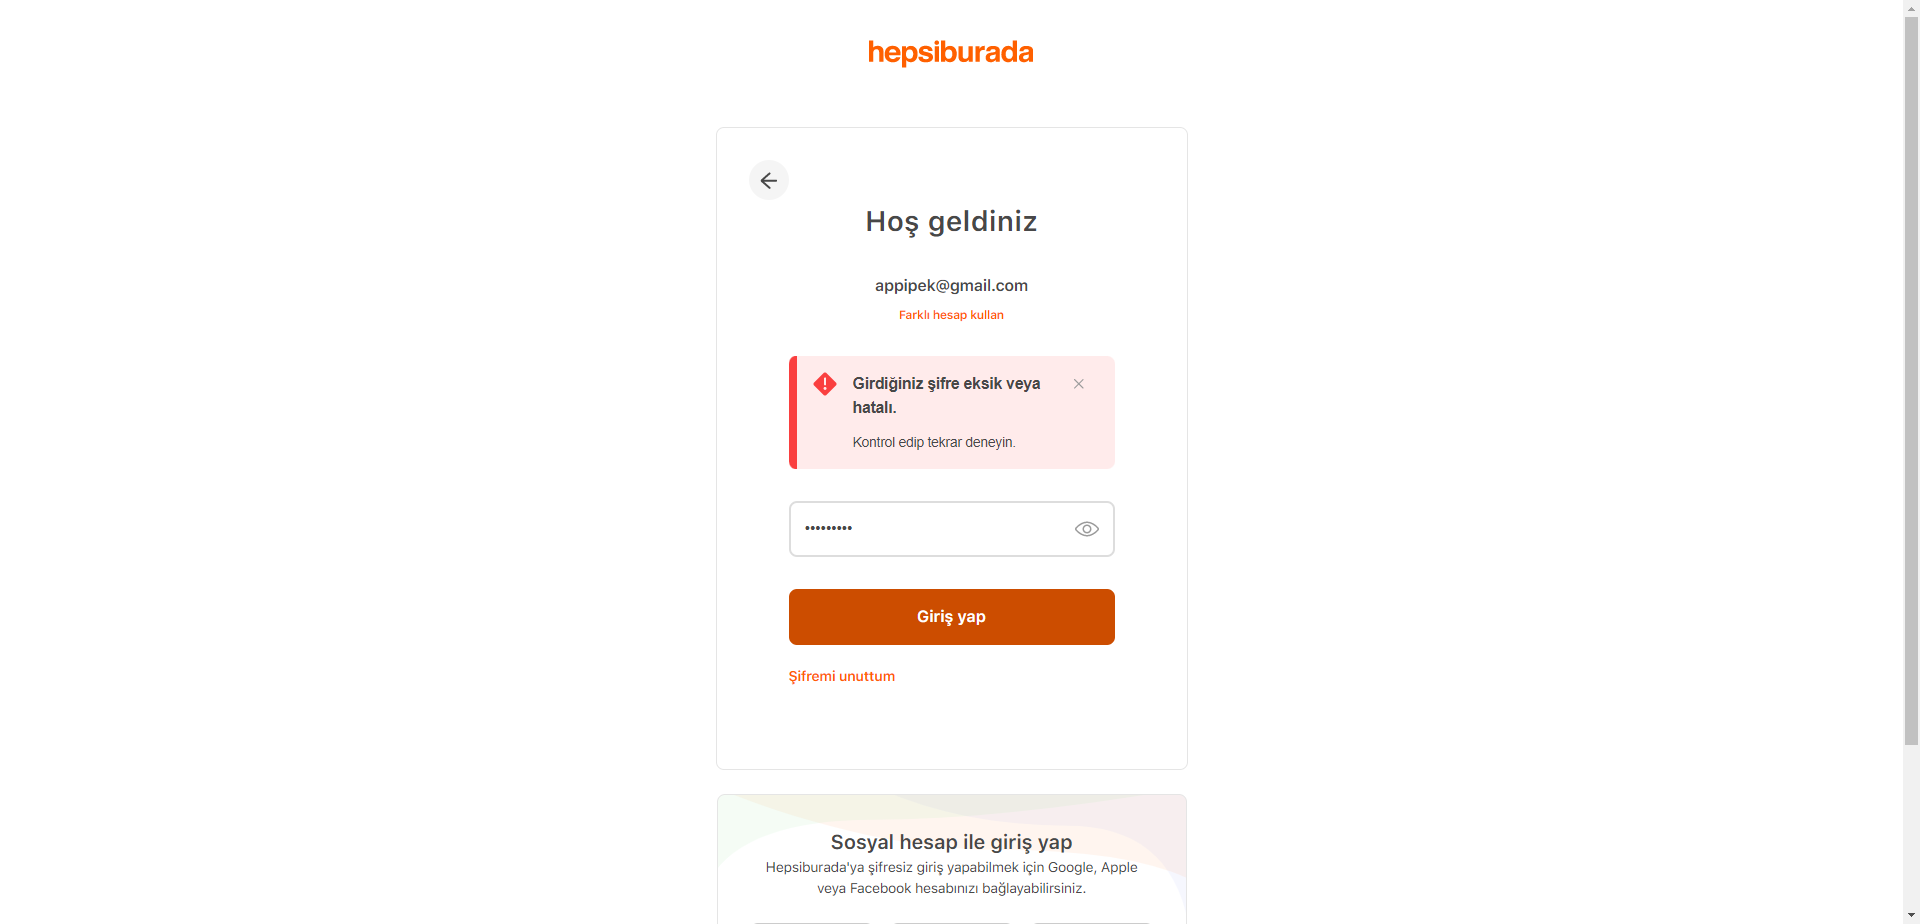 hepsiburada
Hoş geldiniz
appipek@gmail.com
Farklı hesap kullan
Girdiğiniz şifre eksik veya
hatalı.
Kontrol edip tekrar deneyin.
•••••••••
Giriş yap
Şifremi unuttum
Sosyal hesap ile giriş yap
Hepsiburada'ya şifresiz giriş yapabilmek için Google, Apple
veya Facebook hesabınızı bağlayabilirsiniz.